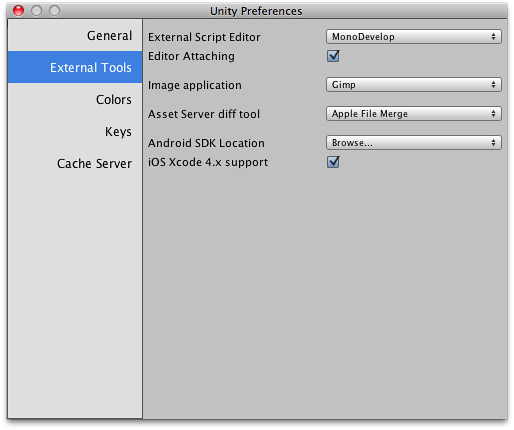 Unity Preferences
General
External Tools
Colors
Keys
Cache Server
External Script Editor MonoDevelop
Editor Attaching
Image application Gimp
Asset Server diff tool Apple File Merge
Android SDK Location Browse...
iOS Xcode 4.x support